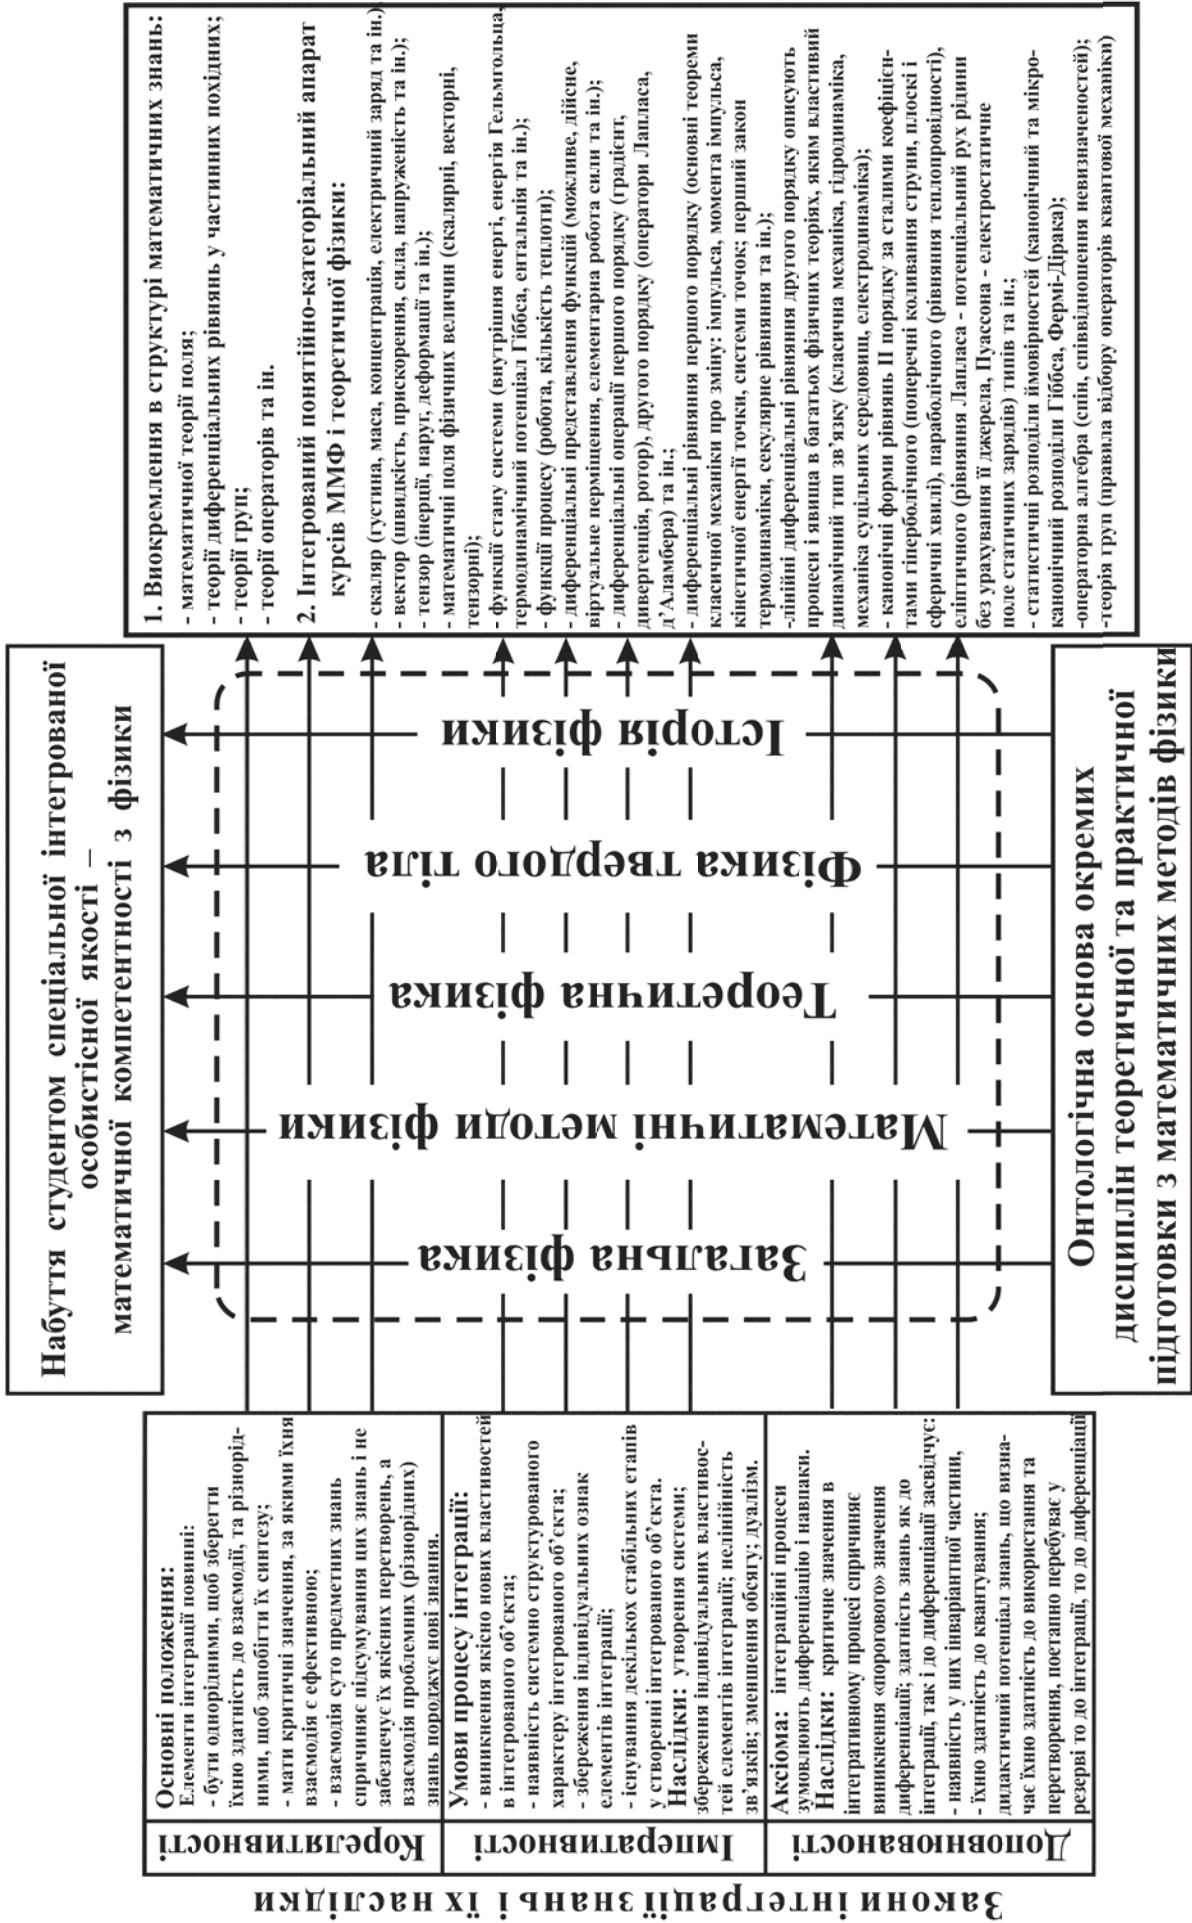 Закони інтеграції знань і їх наслідки
Корелятивності
Основні положення:
Елементи інтеграції повинні:
- бути однорідними, щоб зберегти
їхню здатність до взаємодії, та різнорід-
ними, щоб запобігти їх синтезу;
- мати критичні значення, за якими їхня
взаємодія є ефективною;
- взаємодія суто предметних знань
спричиняє підсумування цих знань і не
забезпечує їх якісних перетворень, а
взаємодія проблемних (різнорідних)
знань породжує нові знання.
Імперативності
Умови процесу інтеграції:
- виникнення якісно нових властивостей
в інтегрованого об’єкта;
- наявність системно структурованого
характеру інтегрованого об’єкта;
- збереження індивідуальних ознак
елементів інтеграції;
- існування декількох стабільних етапів
у створенні інтегрованого об’єкта.
Наслідки: утворення системи;
збереження індивідуальних властивос-
тей елементів інтеграції; нелінійність
зв’язків; зменшення обсягу; дуалізм.
Доповнюваності
Аксіома: інтеграційні процеси
зумовлюють диференціацію і навпаки.
Наслідки: критичне значення в
інтегративному процесі спричиняє
виникнення «порогового» значення
диференціації; здатність знань як до
інтеграції, так і до диференціації засвідчує:
- наявність у них інваріантної частини,
- їхню здатність до квантування;
дидактичний потенціал знань, що визна-
чає їхню здатність до використання та
перетворення, постапно перебуває у
резерві то до інтеграції, то до диференціації
Набуття студентом спеціальної інтегрованої
особистісної якості –
математичної компетентності з фізики
Загальна фізика
Математичні методи фізики
Теоретична фізика
Фізика твердого тіла
Історія фізики
Онтологічна основа окремих
дисциплін теоретичної та практичної
підготовки з математичних методів фізики
1. Виокремлення в структурі математичних знань:
- математичної теорії поля;
- теорії диференціальних рівнянь у частинних похідних;
- теорії груп;
- теорії операторів та ін.
2. Інтегрований понятійно-категоріальний апарат
курсів ММФ і теоретичної фізики:
- скаляр (густина, маса, концентрація, електричний заряд та ін.)
- вектор (швидкість, прискорення, сила, напруженість та ін.);
- тензор (інерції, наруг, деформації та ін.);
- математичні поля фізичних величин (скалярні, векторні,
тензорні);
- функції стану системи (внутрішня енергі, енергія Гельмгольца,
термодинамічний потенціал Гіббса, ентальпія та ін.);
- функції процесу (робота, кількість теплоти);
- диференціальні представлення функцій (можливе, дійсне,
віртуальне перміщення, елементарна робота сили та ін.);
- диференціальні операції першого порядку (градієнт,
дивергенція, ротор), другого порядку (оператори Лапласа,
д’Аламбера) та ін.;
- диференціальні рівняння першого порядку (основні теореми
класичної механіки про зміну: імпульса, момента імпульса,
кінетичної енергії точки, системи точок; перший закон
термодинаміки, секулярне рівняння та ін.);
-лінійні диференціальні рівняння другого порядку описують
процеси і явища в багатьох фізичних теоріях, яким властивий
динамічний тип зв’язку (класична механіка, гідродинаміка,
механіка суцільних середовищ, електродинаміка);
- канонічні форми рівнянь ІІ порядку за сталими коефіцієн-
тами гіперболічного (поперечні коливання струни, плоскі і
сферичні хвилі), параболічного (рівняння теплопровідності),
еліптичного (рівняння Лапласа - потенціальний рух рідини
без урахування її джерела, Пуассона - електростатичне
поле статичних зарядів) типів та ін.;
- статистичні розподіли ймовірностей (канонічний та мікро-
канонічний розподіли Гіббса, Фермі-Дірака);
-операторна алгебра (спін, співвідношення невизначеностей);
-теорія груп (правила відбору операторів квантової механіки)